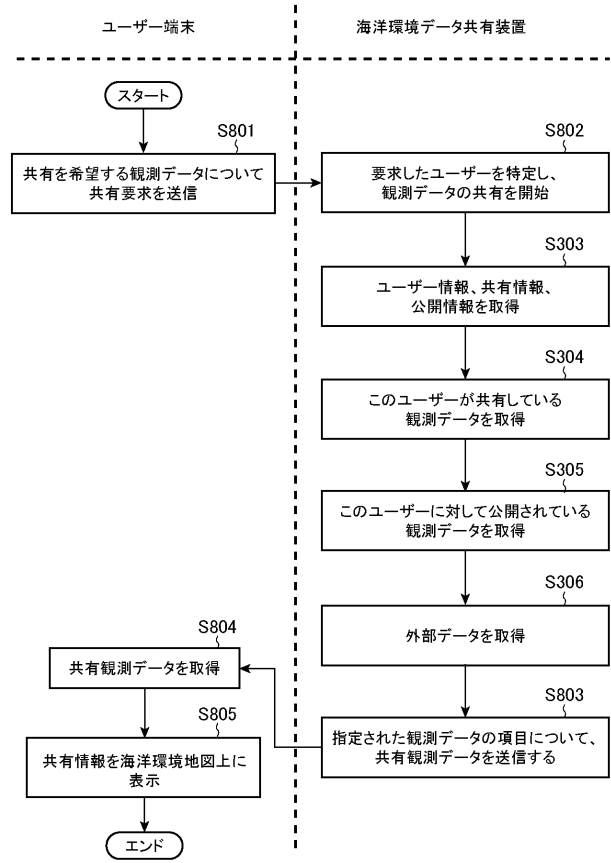 ユーザー端末
海洋環境データ共有装置
スタート
S801
共有を希望する観測データについて
共有要求を送信
S802
要求したユーザーを特定し、
観測データの共有を開始
S303
ユーザー情報、共有情報、
公開情報を取得
S304
このユーザーが共有している
観測データを取得
S305
このユーザーに対して公開されている
観測データを取得
S306
外部データを取得
S803
指定された観測データの項目について、
共有観測データを送信する
S804
共有観測データを取得
S805
共有情報を海洋環境地図上に
表示
エンド